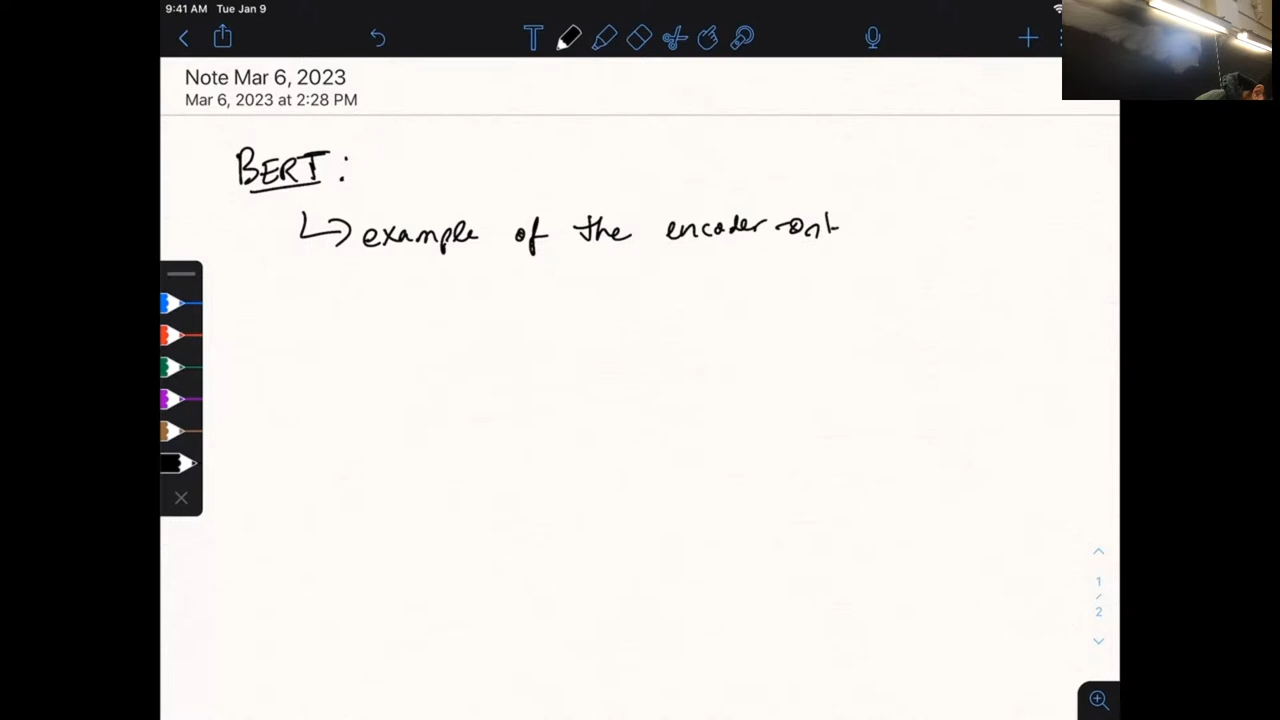 9:41 AM Tue Jan 9
Note Mar 6, 2023
Mar 6, 2023 at 2:28 PM
BERT:
↳ example of the encoder-onl
1
/
2